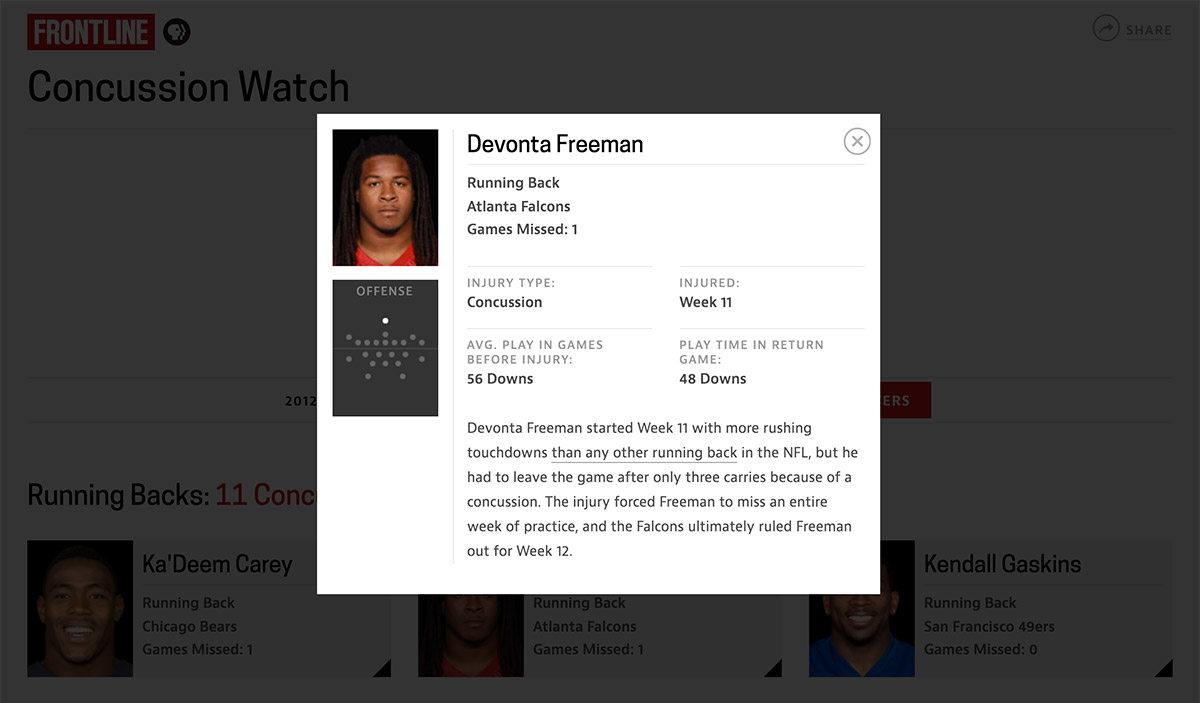 FRONTLINE
SHARE
Concussion Watch
Devonta Freeman
Running Back
Atlanta Falcons
Games Missed: 1
OFFENSE
INJURY TYPE:
Concussion
INJURED:
Week 11
AVG. PLAY IN GAMES
BEFORE INJURY:
56 Downs
PLAY TIME IN RETURN
GAME:
48 Downs
Devonta Freeman started Week 11 with more rushing
touchdowns than any other running back in the NFL, but he
had to leave the game after only three carries because of a
concussion. The injury forced Freeman to miss an entire
week of practice, and the Falcons ultimately ruled Freeman
out for Week 12.
2012
ERS
Running Backs: 11 Conc
Ka'Deem Carey
Running Back
Chicago Bears
Games Missed: 1
Running Back
Atlanta Falcons
Games Missed: 1
Kendall Gaskins
Running Back
San Francisco 49ers
Games Missed: 0